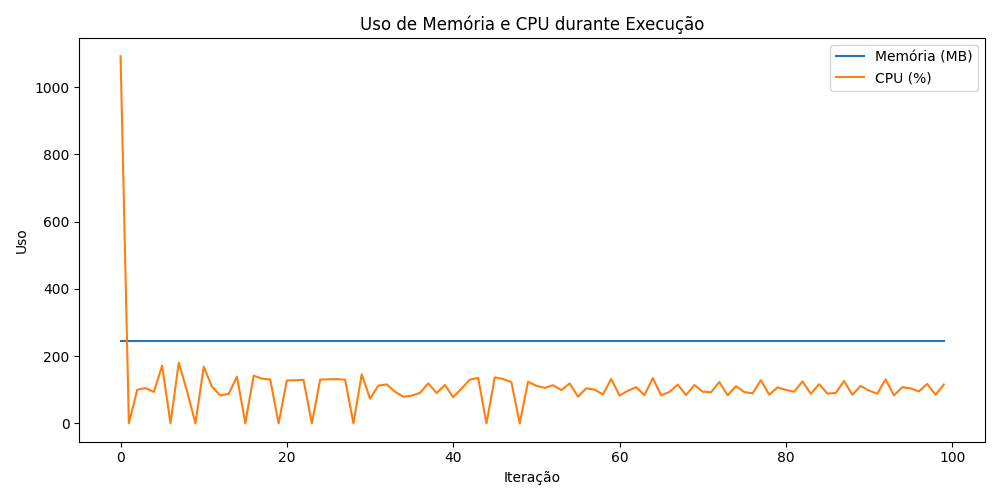 Uso de Memória e CPU durante Execução
Memória (MB)
CPU (%)
1000
800
600
400
200
0
Uso
0 20 40 60 80 100
Iteração